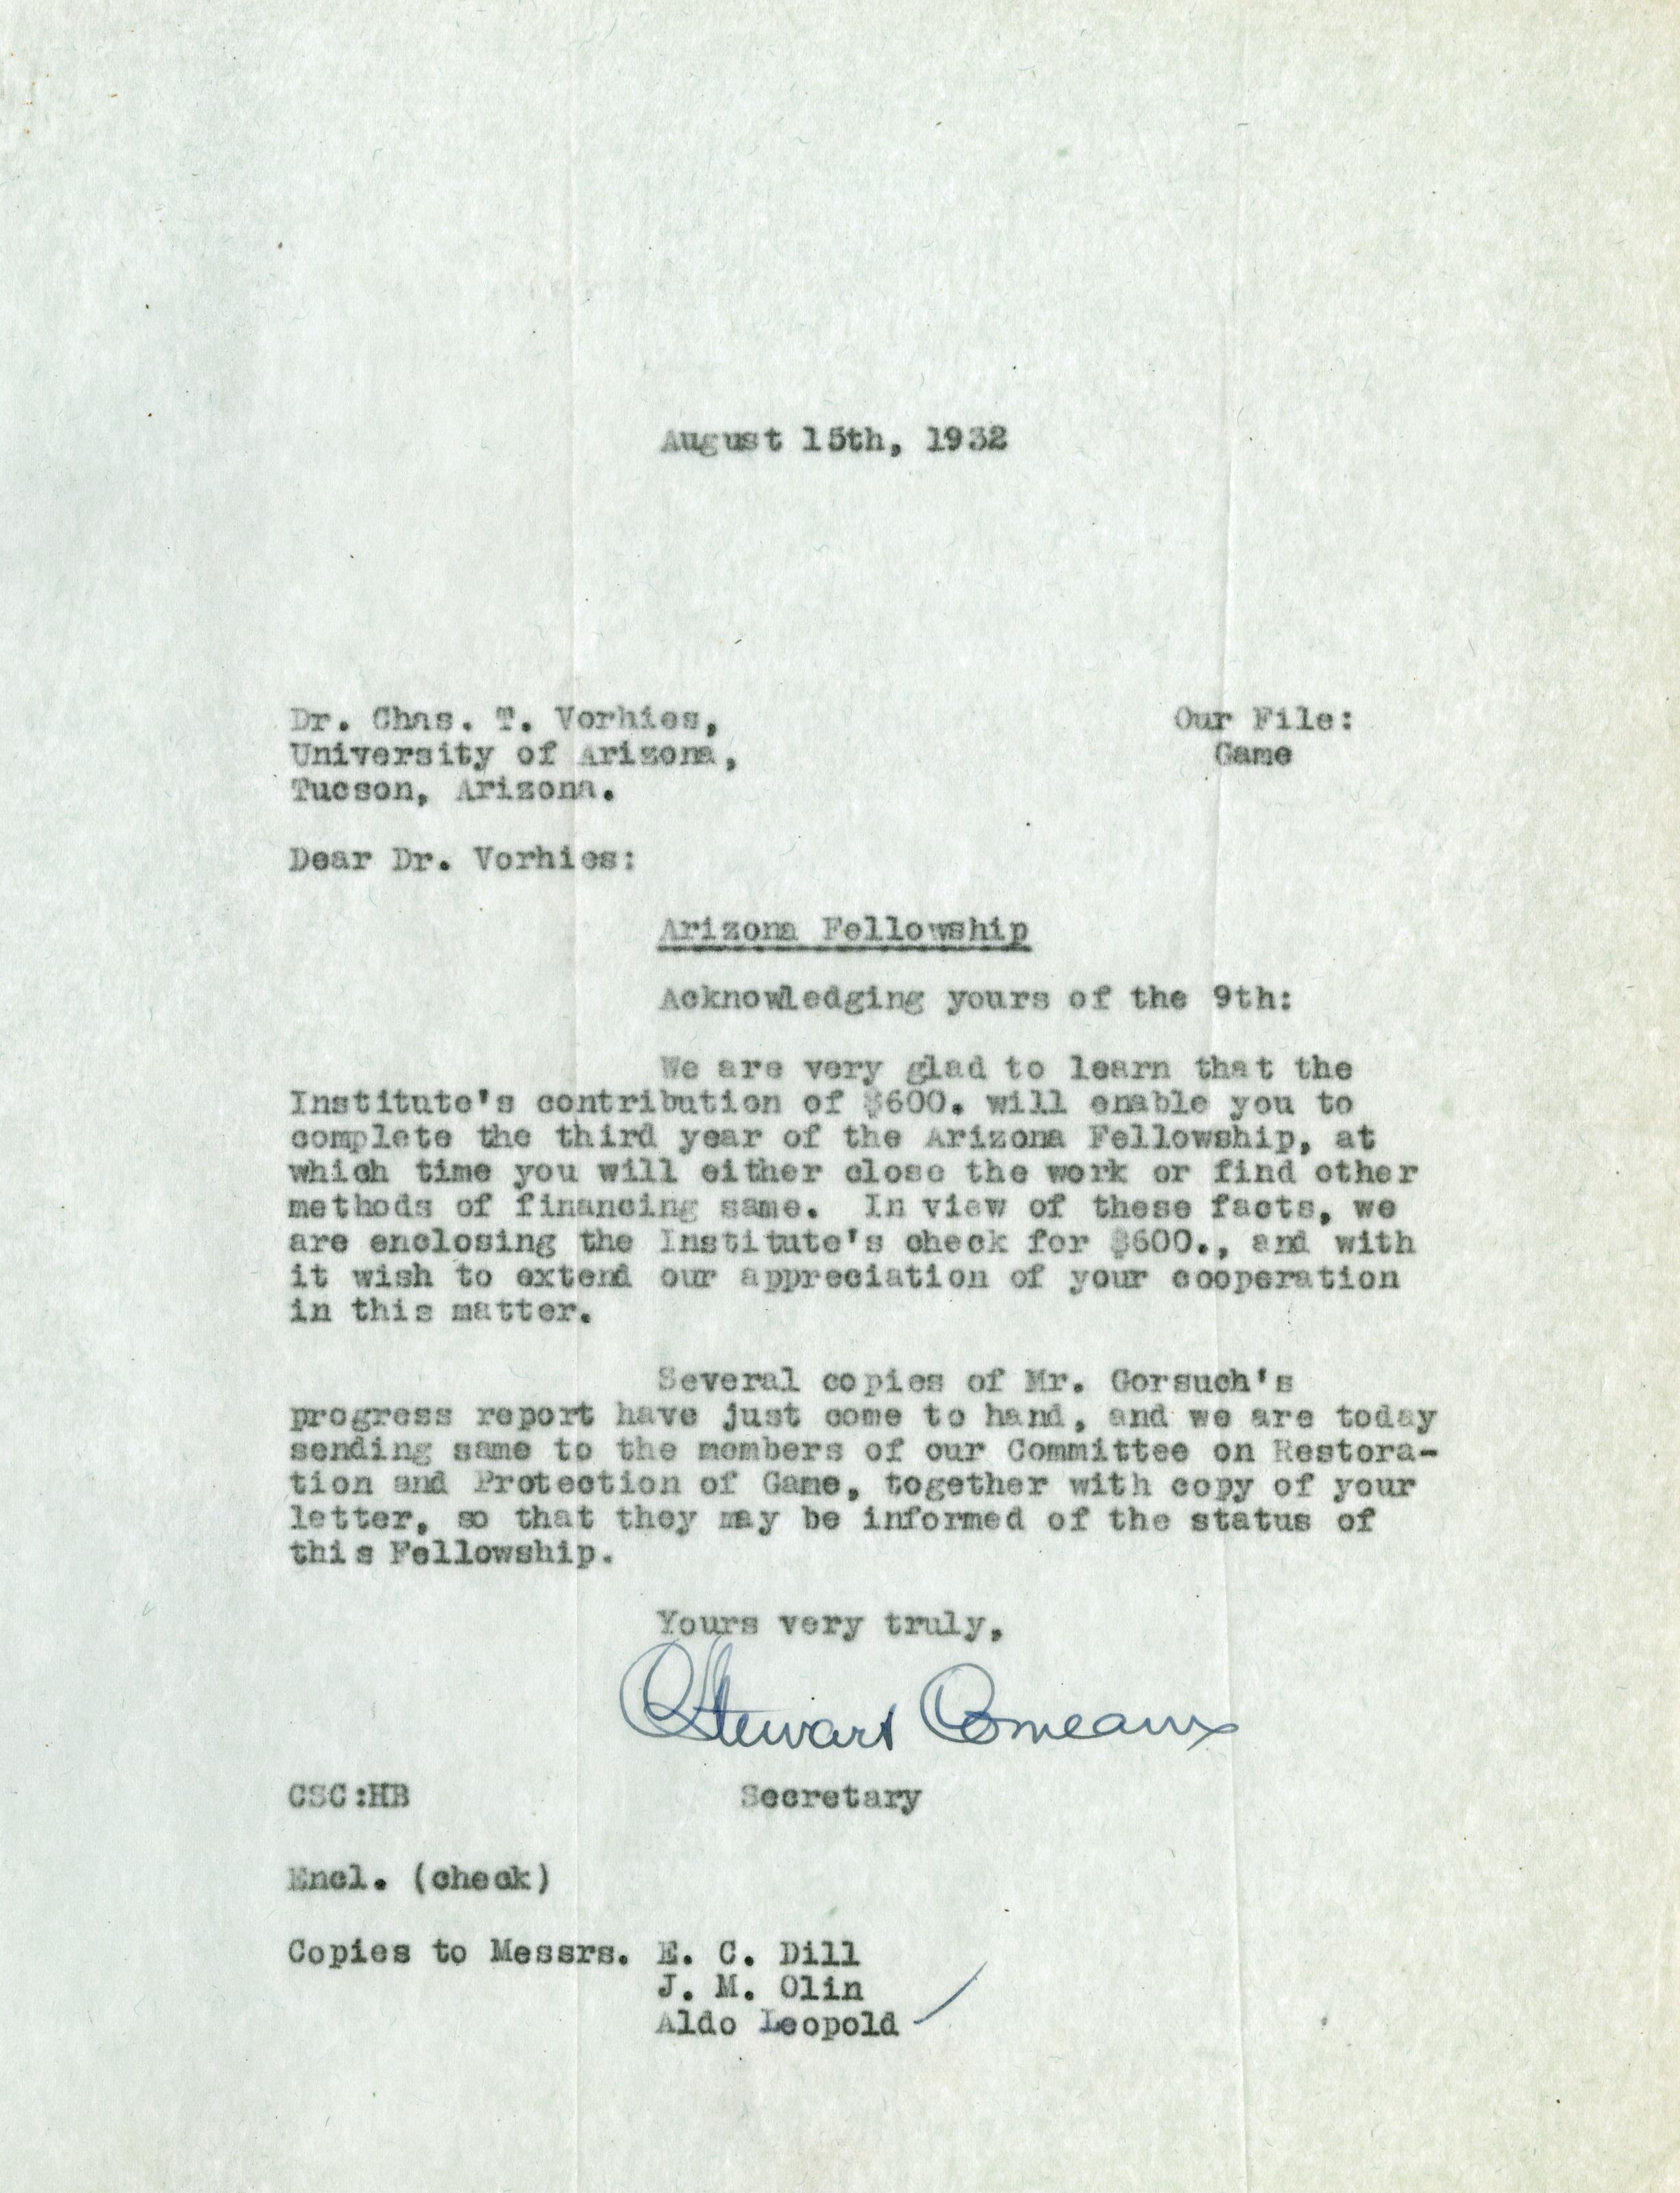 August 15th, 1932
Dr. Chas. T. Vorhies,
University of Arizona,
Tucson, Arizona.
Our File:
Game
Dear Dr. Vorhies:
Arizona Fellowship
Acknowledging yours of the 9th:
We are very glad to learn that the
Institute's contribution of $600. will enable you to
complete the third year of the Arizona Fellowship, at
which time you will either close the work or find other
methods of financing same. In view of these facts, we
are enclosing the Institute's check for $600., and with
it wish to extend our appreciation of your cooperation
in this matter.
Several copies of Mr. Gorsuch's
progress report have just come to hand, and we are today
sending same to the members of our Committee on Restora-
tion and Protection of Game, together with copy of your
letter, so that they may be informed of the status of
this Fellowship.
Yours very truly,
CStewart Comeaux
Secretary
CSC:HB
Encl. (check)
Copies to Messrs. E. C. Dill
J. M. Olin
Aldo Leopold